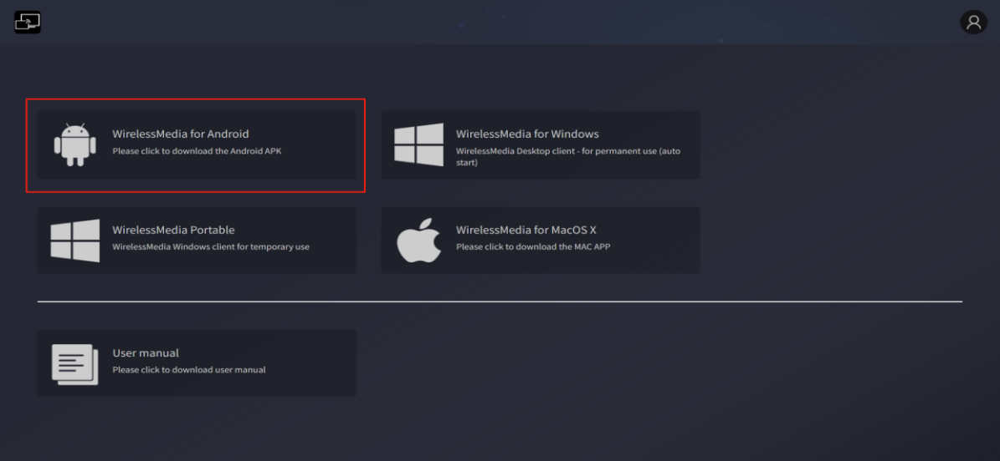 WirelessMedia for Android
Please click to download the Android APK
WirelessMedia for Windows
WirelessMedia Desktop client - for permanent use (auto
start)
WirelessMedia Portable
WirelessMedia Windows client for temporary use
WirelessMedia for MacOS X
Please click to download the MAC APP
User manual
Please click to download user manual